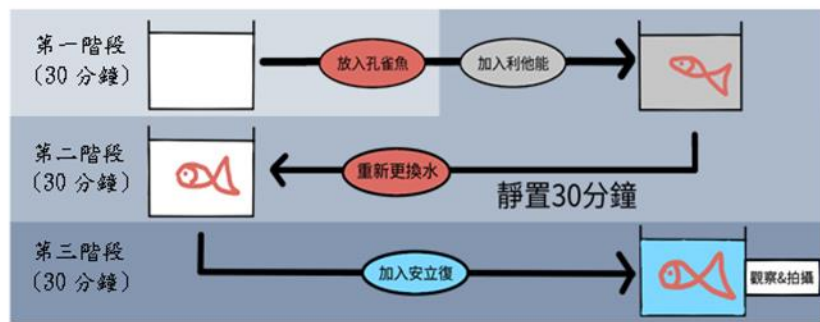 第一階段
(30 分鐘)
放入孔雀魚
加入利他能
第二階段
(30 分鐘)
重新更換水
靜置30分鐘
第三階段
(30 分鐘)
加入安立復
觀察&拍攝